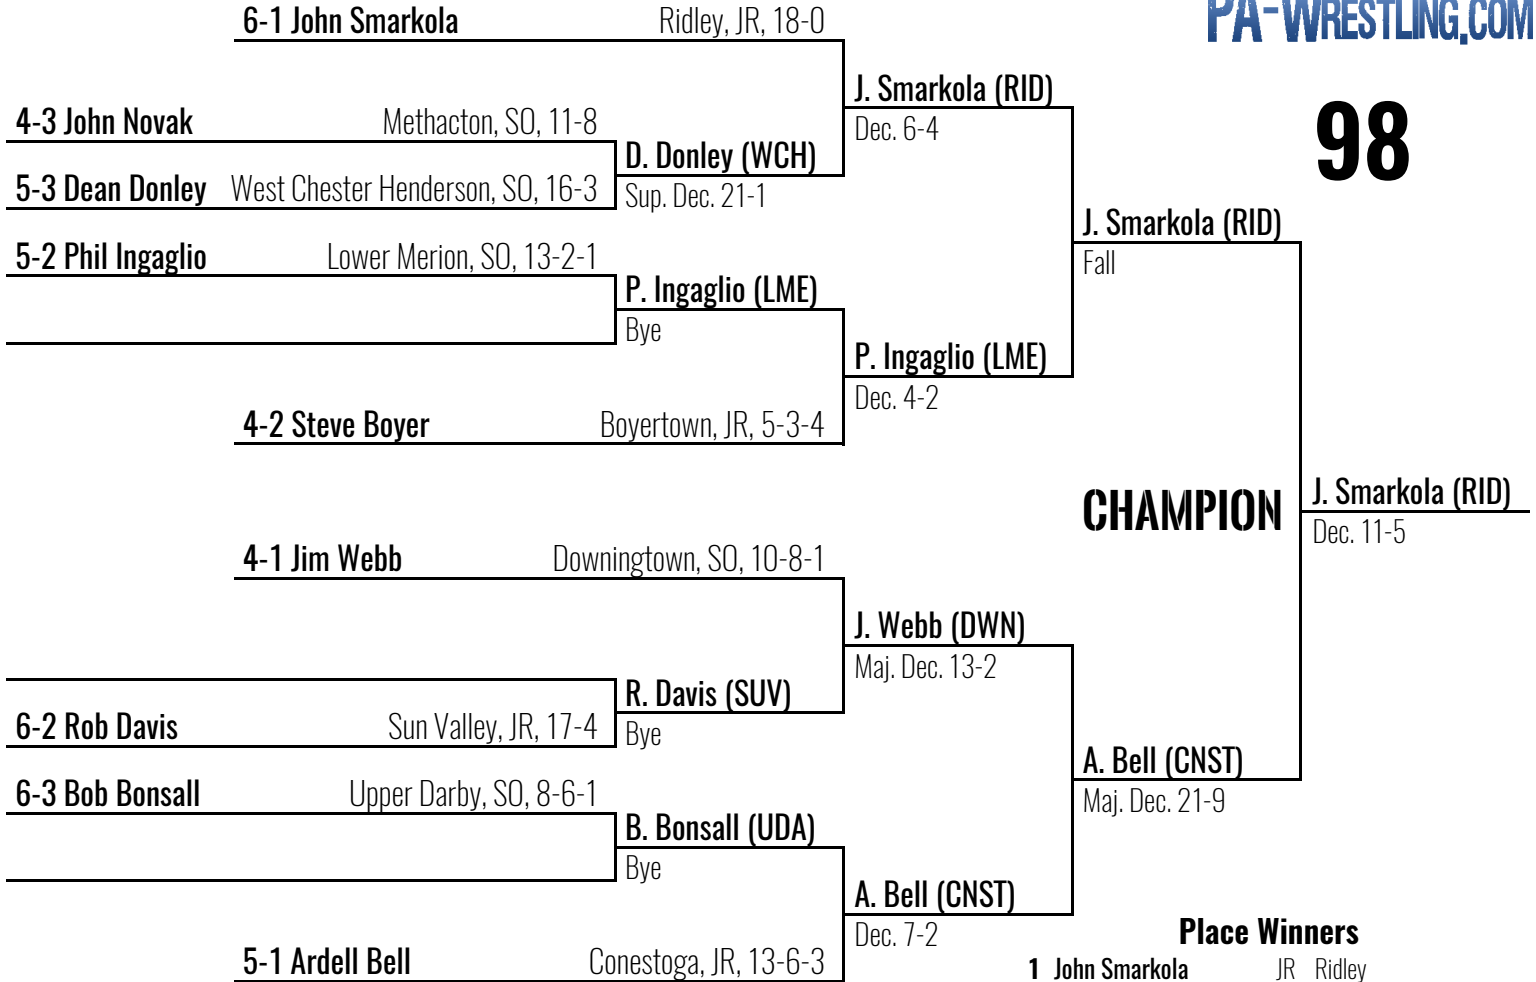 6-1 John Smarkola Ridley, JR, 18-0
PA-WRESTLING.COM
J. Smarkola (RID)
Dec. 6-4
98
4-3 John Novak Methacton, SO, 11-8
D. Donley (WCH)
Sup. Dec. 21-1
5-3 Dean Donley West Chester Henderson, SO, 16-3
J. Smarkola (RID)
Fall
5-2 Phil Ingaglio Lower Merion, SO, 13-2-1
P. Ingaglio (LME)
Bye
P. Ingaglio (LME)
Dec. 4-2
4-2 Steve Boyer Boyertown, JR, 5-3-4
CHAMPION
J. Smarkola (RID)
Dec. 11-5
4-1 Jim Webb Downingtown, SO, 10-8-1
J. Webb (DWN)
Maj. Dec. 13-2
R. Davis (SUV)
Bye
6-2 Rob Davis Sun Valley, JR, 17-4
A. Bell (CNST)
Maj. Dec. 21-9
6-3 Bob Bonsall Upper Darby, SO, 8-6-1
B. Bonsall (UDA)
Bye
A. Bell (CNST)
Dec. 7-2
5-1 Ardell Bell Conestoga, JR, 13-6-3
Place Winners
1 John Smarkola JR Ridley